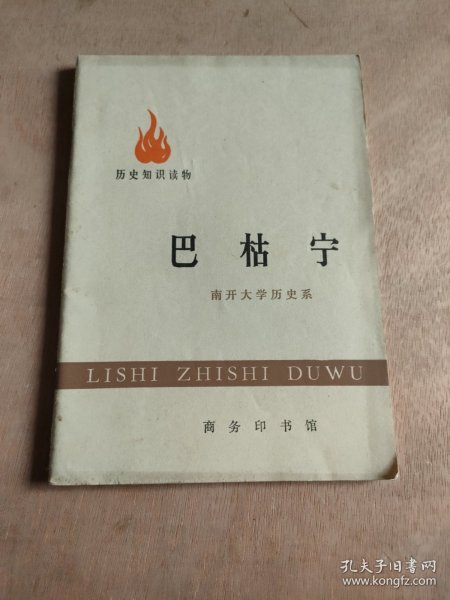 历史知识读物
巴枯宁
南开大学历史系
LISHI ZHISHI DUWU
商务印书馆
孔夫子旧书网
www.kongfz.com